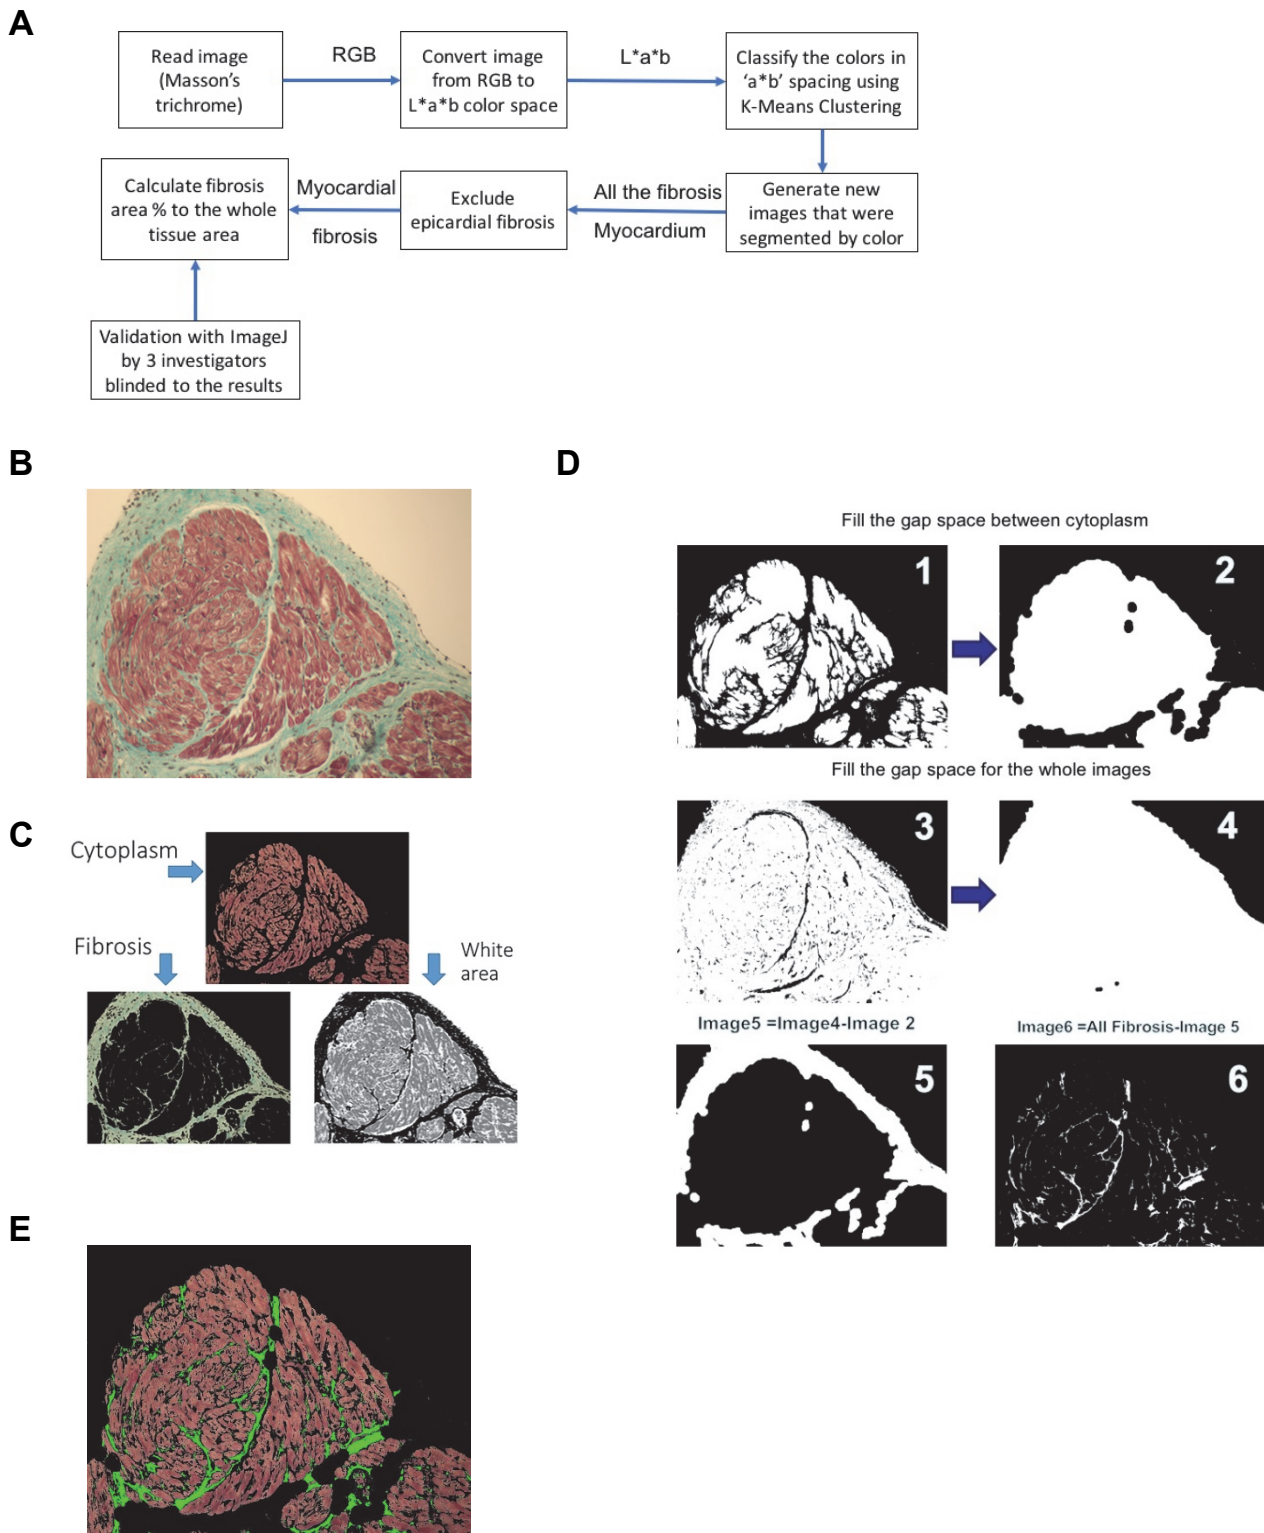 A
Read image
(Masson's
trichrome)
RGB
Convert image
from RGB to
L*a*b color space
L*a*b
Classify the colors in
‘a*b’ spacing using
K-Means Clustering
Generate new
images that were
segmented by color
All the fibrosis
Myocardium
Exclude
epicardial fibrosis
Myocardial
fibrosis
Calculate fibrosis
area % to the whole
tissue area
Validation with ImageJ
by 3 investigators
blinded to the results
B
C
Cytoplasm
Fibrosis
White
area
D
Fill the gap space between cytoplasm
1
2
Fill the gap space for the whole images
3
4
Image5 =Image4-Image 2
Image6 =All Fibrosis-Image 5
5
6
E